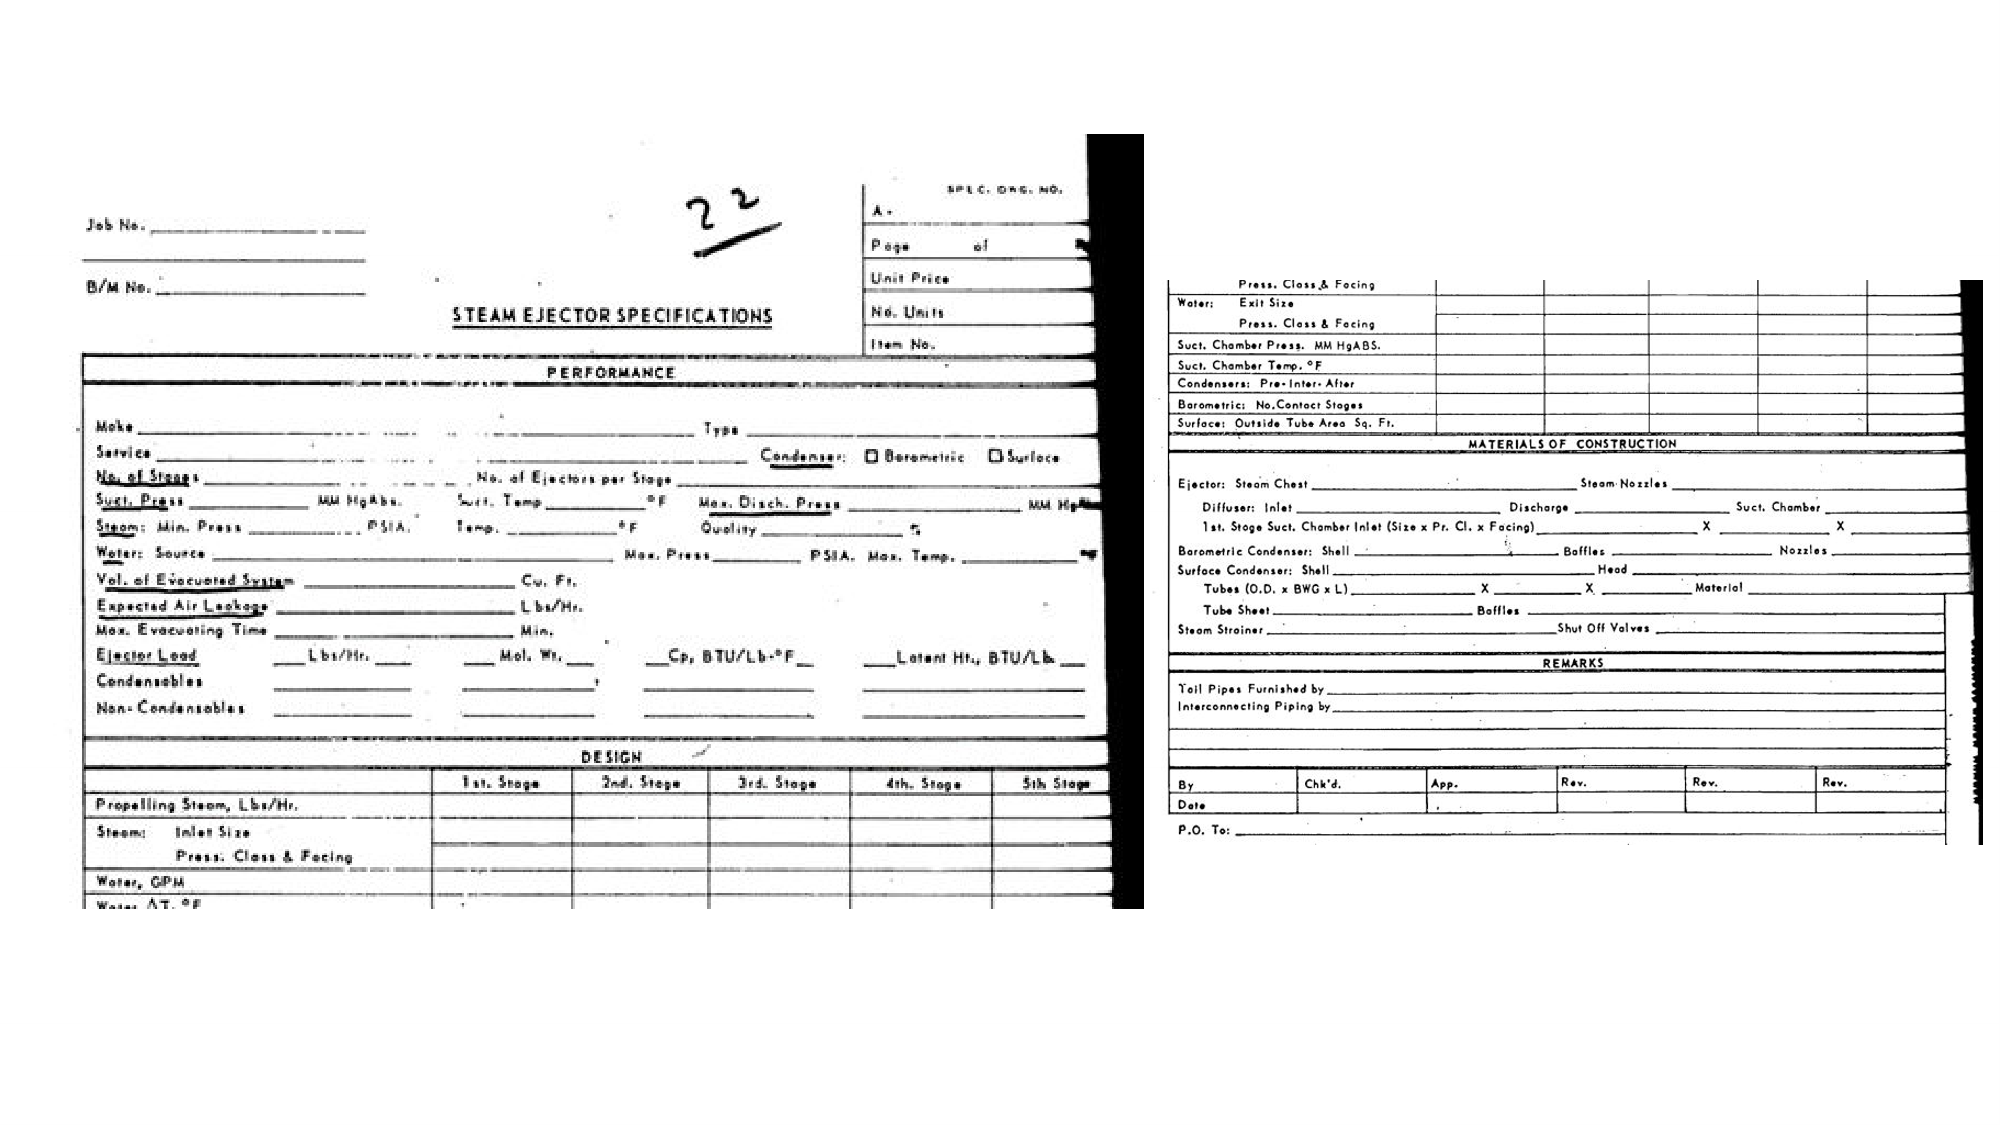 22
SPEC. DWG. NO.
A-
Job No.
Page of
Unit Price
B/M No.
No. Units
STEAM EJECTOR SPECIFICATIONS
Item No.
PERFORMANCE
Make Type
Service Condenser: Barometric Surface
No. of Stages No. of Ejectors per Stage
Suct. Press MM HgAbs. Suct. Temp °F Max. Disch. Press MM
Steam: Min. Press PSIA. Temp. °F Quality %
Water: Source Max. Press PSIA. Max. Temp. °F
Vol. of Evacuated System Cu. Ft.
Expected Air Leakage Lbs/Hr.
Max. Evacuating Time Min.
Ejector Load Lbs/Hr. Mol. Wt. Cp, BTU/Lb-°F Latent Ht., BTU/Lb
Condensables
Non-Condensables
DESIGN
1st. Stage 2nd. Stage 3rd. Stage 4th. Stage 5th Stage
Propelling Steam, Lbs/Hr.
Steam: Inlet Size
Press. Class & Facing
Water, GPM
Water ΔT. °F
Press. Class & Facing
Water: Exit Size
Press. Class & Facing
Suct. Chamber Press. MM HgABS.
Suct. Chamber Temp. °F
Condensers: Pre-Inter-After
Barometric: No. Contact Stages
Surface: Outside Tube Area Sq. Ft.
MATERIALS OF CONSTRUCTION
Ejector: Steam Chest Steam Nozzles
Diffuser: Inlet Discharge Suct. Chamber
1st. Stage Suct. Chamber Inlet (Size x Pr. Cl. x Facing) X X
Barometric Condenser: Shell Baffles Nozzles
Surface Condenser: Shell Head
Tubes (O.D. x BWG x L) X X Material
Tube Sheet Baffles
Steam Strainer Shut Off Valves
REMARKS
Tail Pipes Furnished by
Interconnecting Piping by
By Chk'd. App. Rev. Rev. Rev.
Date
P.O. To: